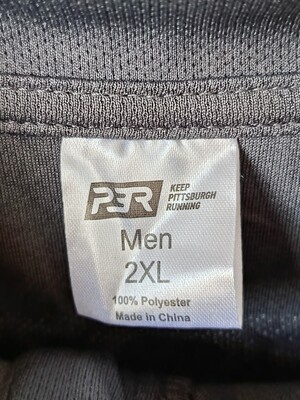 P3R
KEEP
PITTSBURGH
RUNNING
Men
2XL
100% Polyester
Made in China